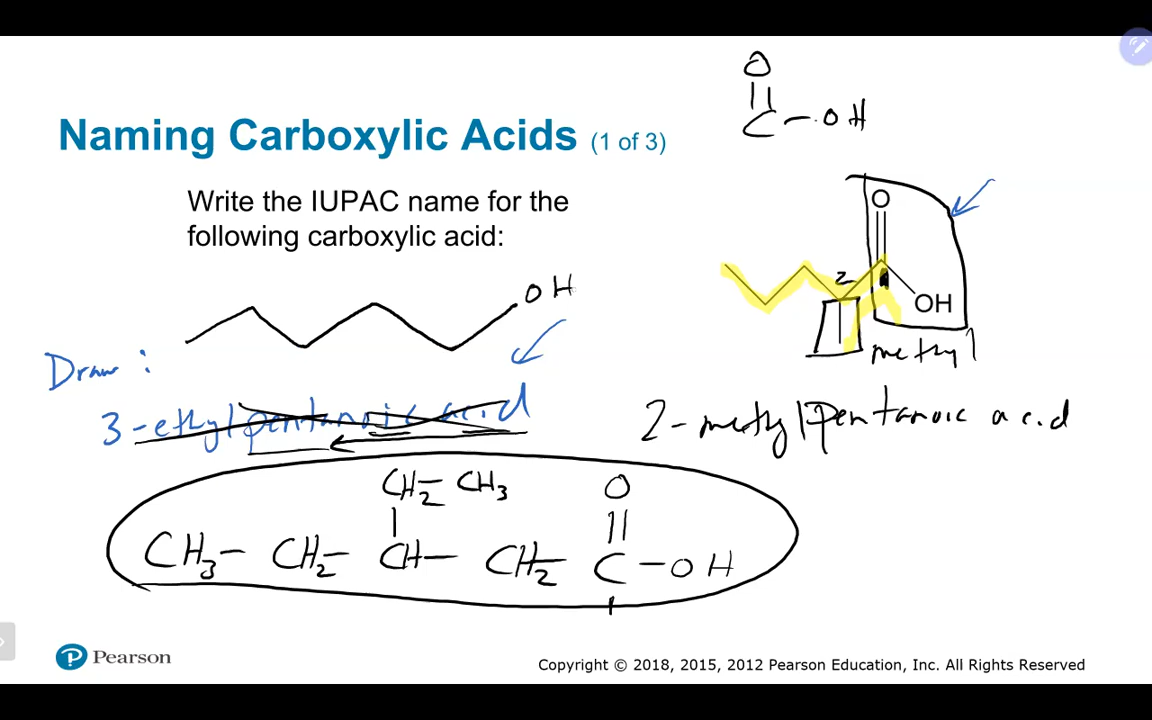 O
||
C-OH
Naming Carboxylic Acids (1 of 3)
Write the IUPAC name for the
following carboxylic acid:
OH
O
2
1
OH
methyl
Draw:
3-ethylpentanoic acid
2-methylpentanoic acid
CH2-CH3
O
||
CH3-CH2-CH-CH2 C-OH
1
Pearson
Copyright © 2018, 2015, 2012 Pearson Education, Inc. All Rights Reserved